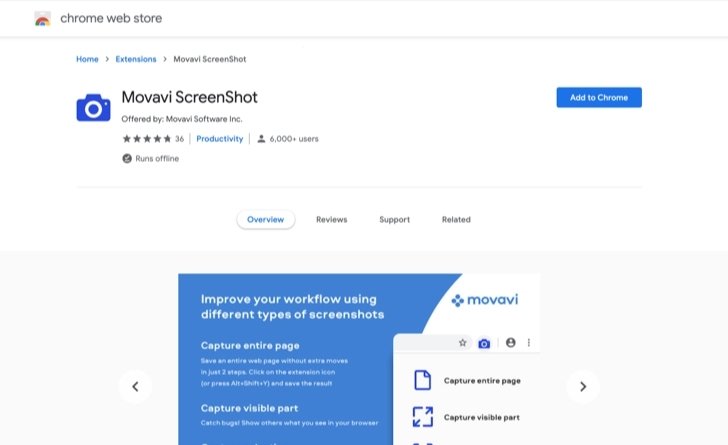 chrome web store
Home > Extensions > Movavi ScreenShot
Movavi ScreenShot
Add to Chrome
Offered by: Movavi Software Inc.
36 | Productivity | 6,000+ users
Runs offline
Overview Reviews Support Related
Improve your workflow using
different types of screenshots
movavi
Capture entire page
Save an entire web page without extra moves
in just 2 steps. Click on the extension icon
(or press Alt+Shift+Y) and save the result
Capture entire page
Capture visible part
Catch bugs! Show others what you see in your browser
Capture visible part